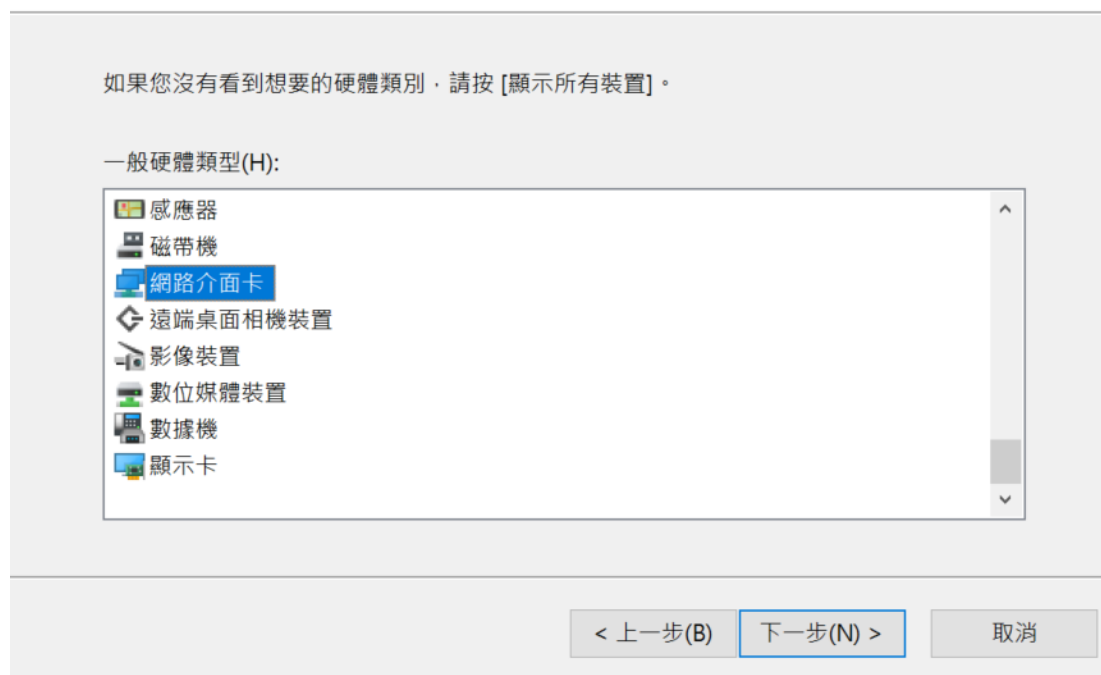 如果您沒有看到想要的硬體類別，請按 [顯示所有裝置]。
一般硬體類型(H):
感應器
磁帶機
網路介面卡
遠端桌面相機裝置
影像裝置
數位媒體裝置
數據機
顯示卡
< 上一步(B) 下一步(N) > 取消